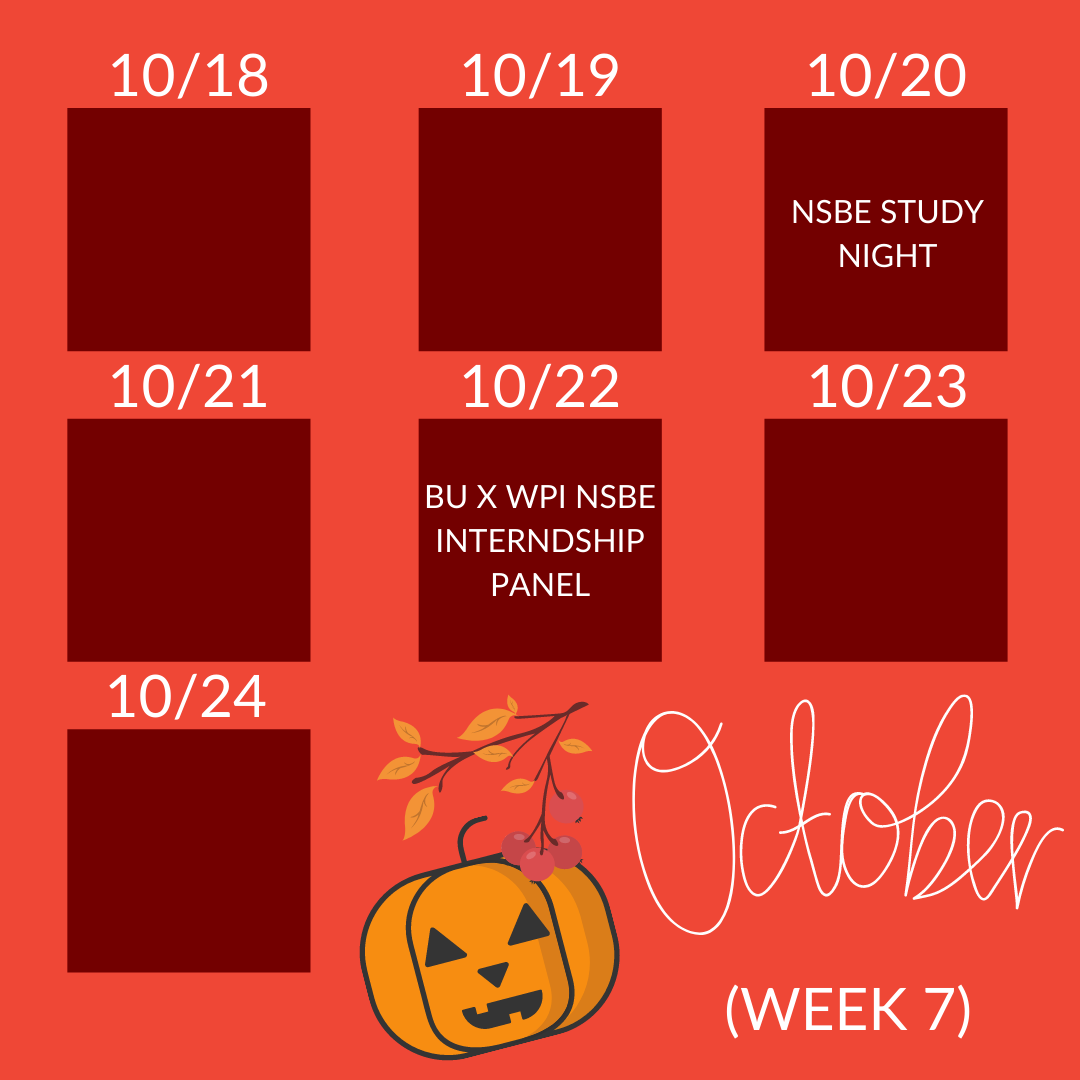 10/18
10/19
10/20
NSBE STUDY
NIGHT
10/21
10/22
10/23
BU X WPI NSBE
INTERNDSHIP
PANEL
10/24
October
(WEEK 7)